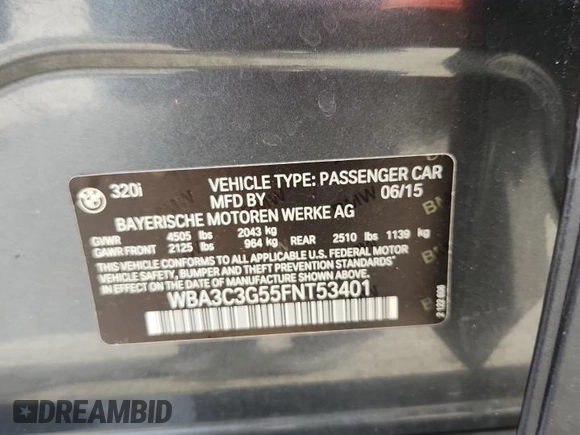 320i
VEHICLE TYPE: PASSENGER CAR
MFD BY 06/15
BAYERISCHE MOTOREN WERKE AG
GVWR 4505 lbs 2043 kg
GAWR FRONT 2125 lbs 964 kg REAR 2510 lbs 1139 kg
THIS VEHICLE CONFORMS TO ALL APPLICABLE
U.S. FEDERAL MOTOR VEHICLE SAFETY,
BUMPER, AND THEFT PREVENTION STANDARDS
IN EFFECT ON THE DATE OF MANUFACTURE
SHOWN ABOVE.
WBA3C3G55FNT53401
DREAMBID